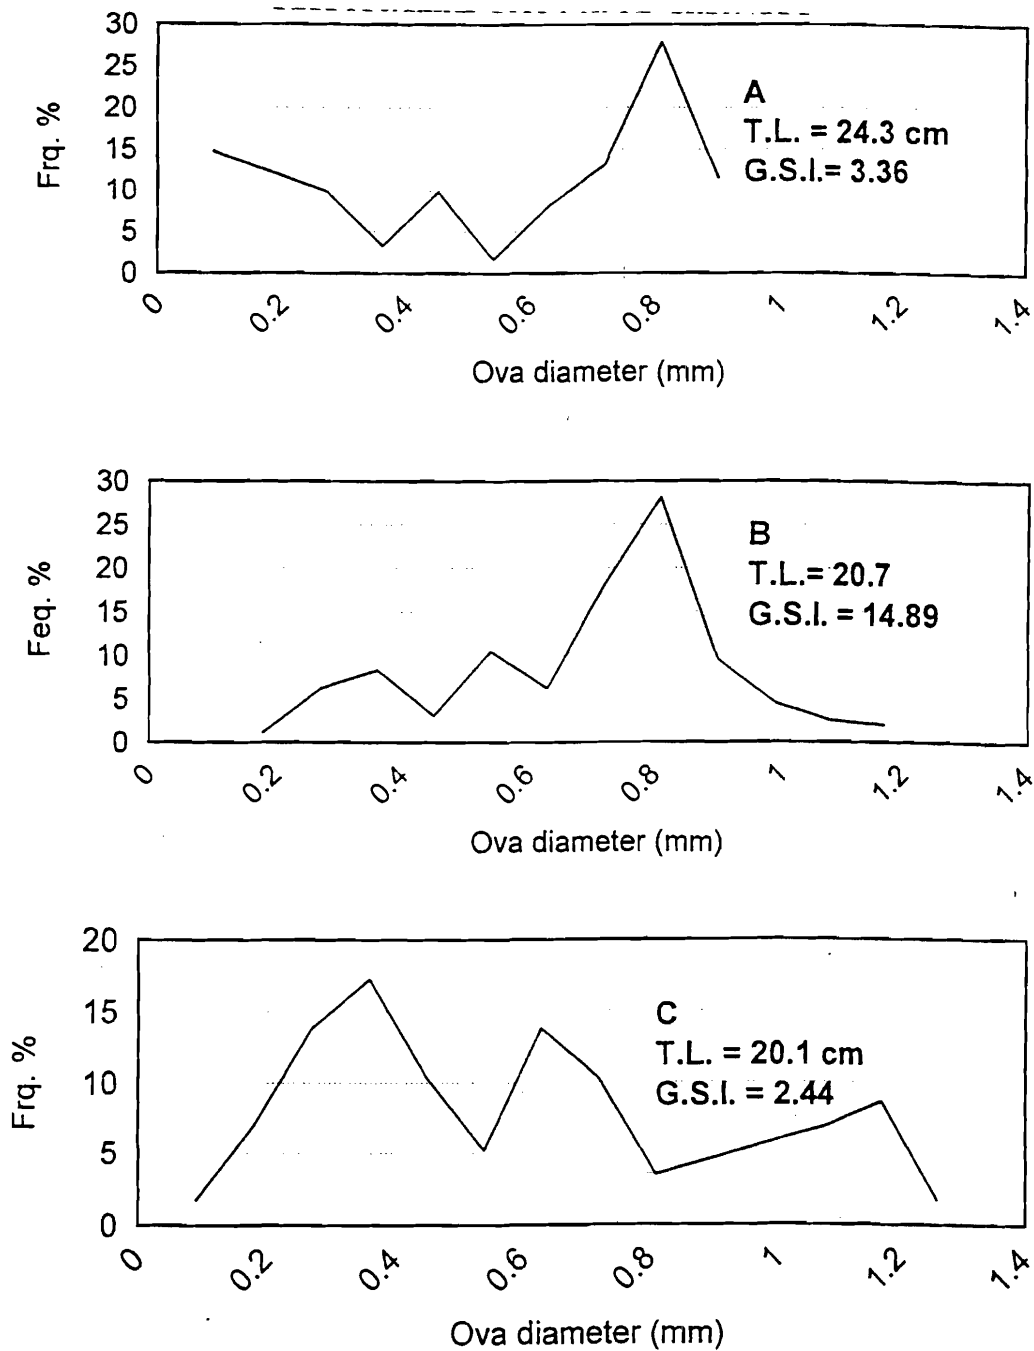 30
25
20
15
10
5
0
Frq. %
A
T.L. = 24.3 cm
G.S.I.= 3.36
0 0.2 0.4 0.6 0.8 1 1.2 1.4
Ova diameter (mm)
30
25
20
15
10
5
0
Feq. %
B
T.L.= 20.7
G.S.I. = 14.89
0 0.2 0.4 0.6 0.8 1 1.2 1.4
Ova diameter (mm)
20
15
10
5
0
Frq. %
C
T.L. = 20.1 cm
G.S.I. = 2.44
0 0.2 0.4 0.6 0.8 1 1.2 1.4
Ova diameter (mm)